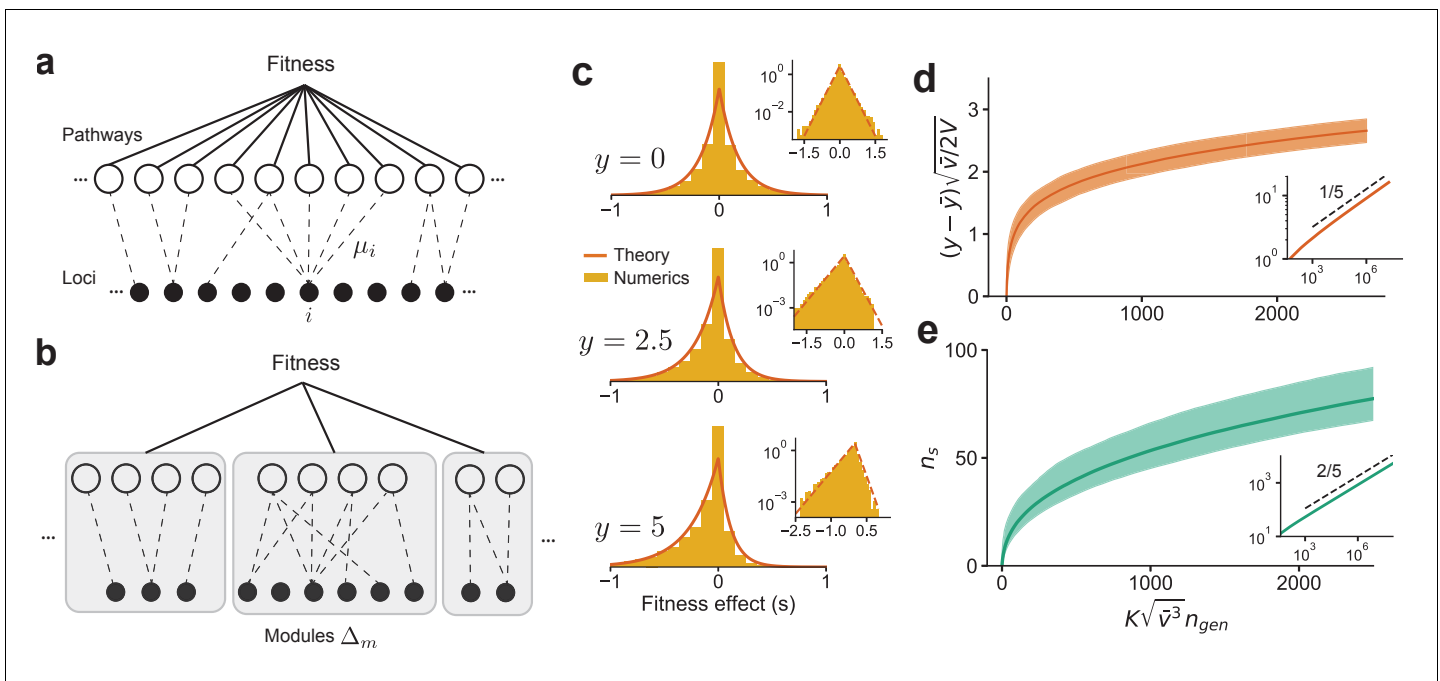 a
Fitness
Pathways
... ...
μ_i
Loci ... ...
i
b
Fitness
... ...
Modules Δ_m
c
10^0
10^-2
−1.5 0.0 1.5
y = 0
−1 0 1
Theory
Numerics
10^0
10^-3
−1.5 0.0 1.5
y = 2.5
−1 0 1
10^0
10^-3
−2.5 −1.0 0.5
y = 5
−1 0 1
Fitness effect (s)
d
(y − ȳ)√v̄/2V
3
2
1
0
0 1000 2000
10^1
10^0
1/5
10^3 10^6
e
n_s
100
50
0
0 1000 2000
10^3
10^1
2/5
10^3 10^6
K√v̄^3 n_gen